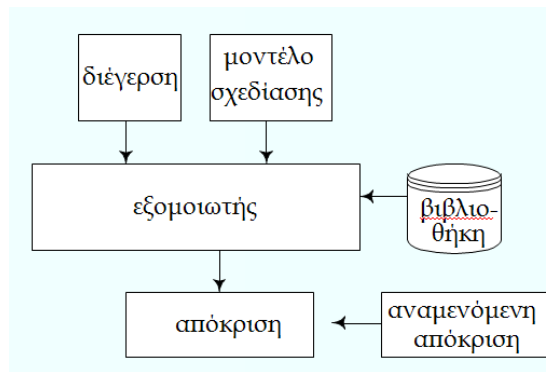 διέγερση
μοντέλο
σχεδίασης
εξομοιωτής
βιβλιο-
θήκη
απόκριση
αναμενόμενη
απόκριση